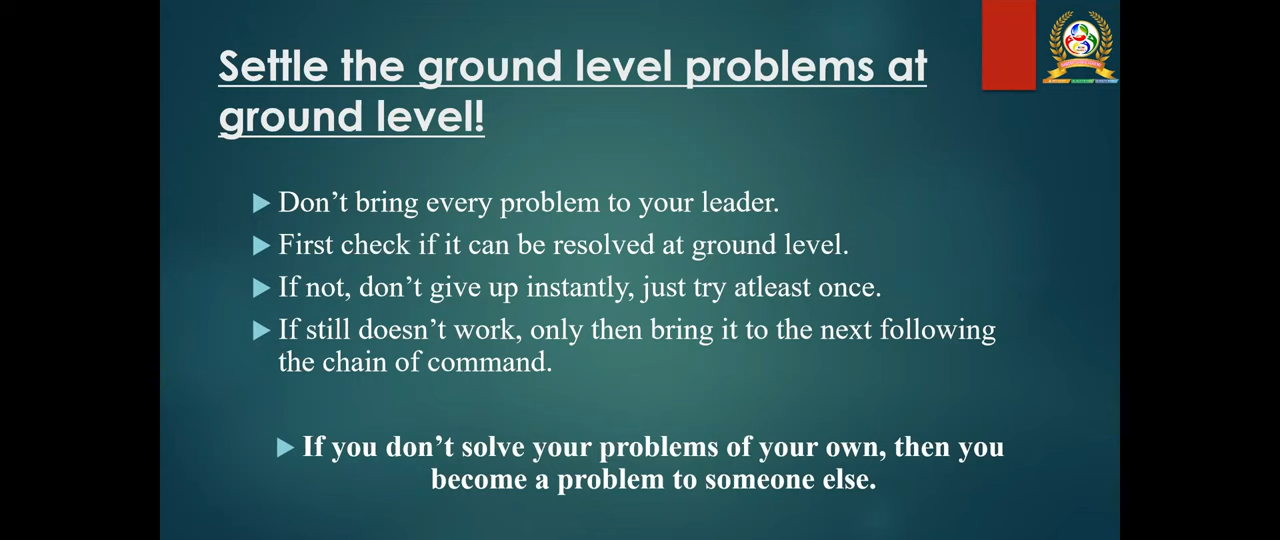 Settle the ground level problems at
ground level!
Don’t bring every problem to your leader.
First check if it can be resolved at ground level.
If not, don’t give up instantly, just try atleast once.
If still doesn’t work, only then bring it to the next following
the chain of command.
If you don’t solve your problems of your own, then you
become a problem to someone else.